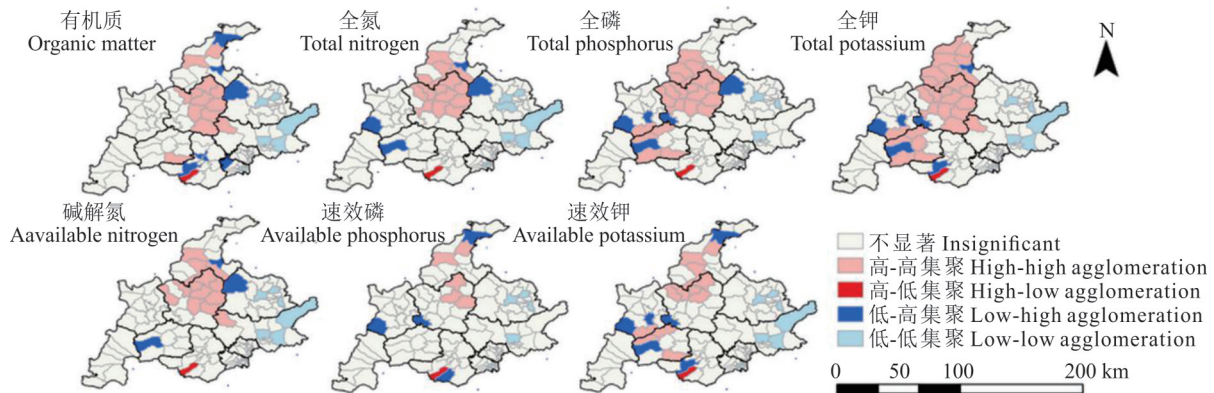 有机质
Organic matter
全氮
Total nitrogen
全磷
Total phosphorus
全钾
Total potassium
N
碱解氮
Aavailable nitrogen
速效磷
Available phosphorus
速效钾
Available potassium
不显著 Insignificant
高-高集聚 High-high agglomeration
高-低集聚 High-low agglomeration
低-高集聚 Low-high agglomeration
低-低集聚 Low-low agglomeration
0 50 100 200 km